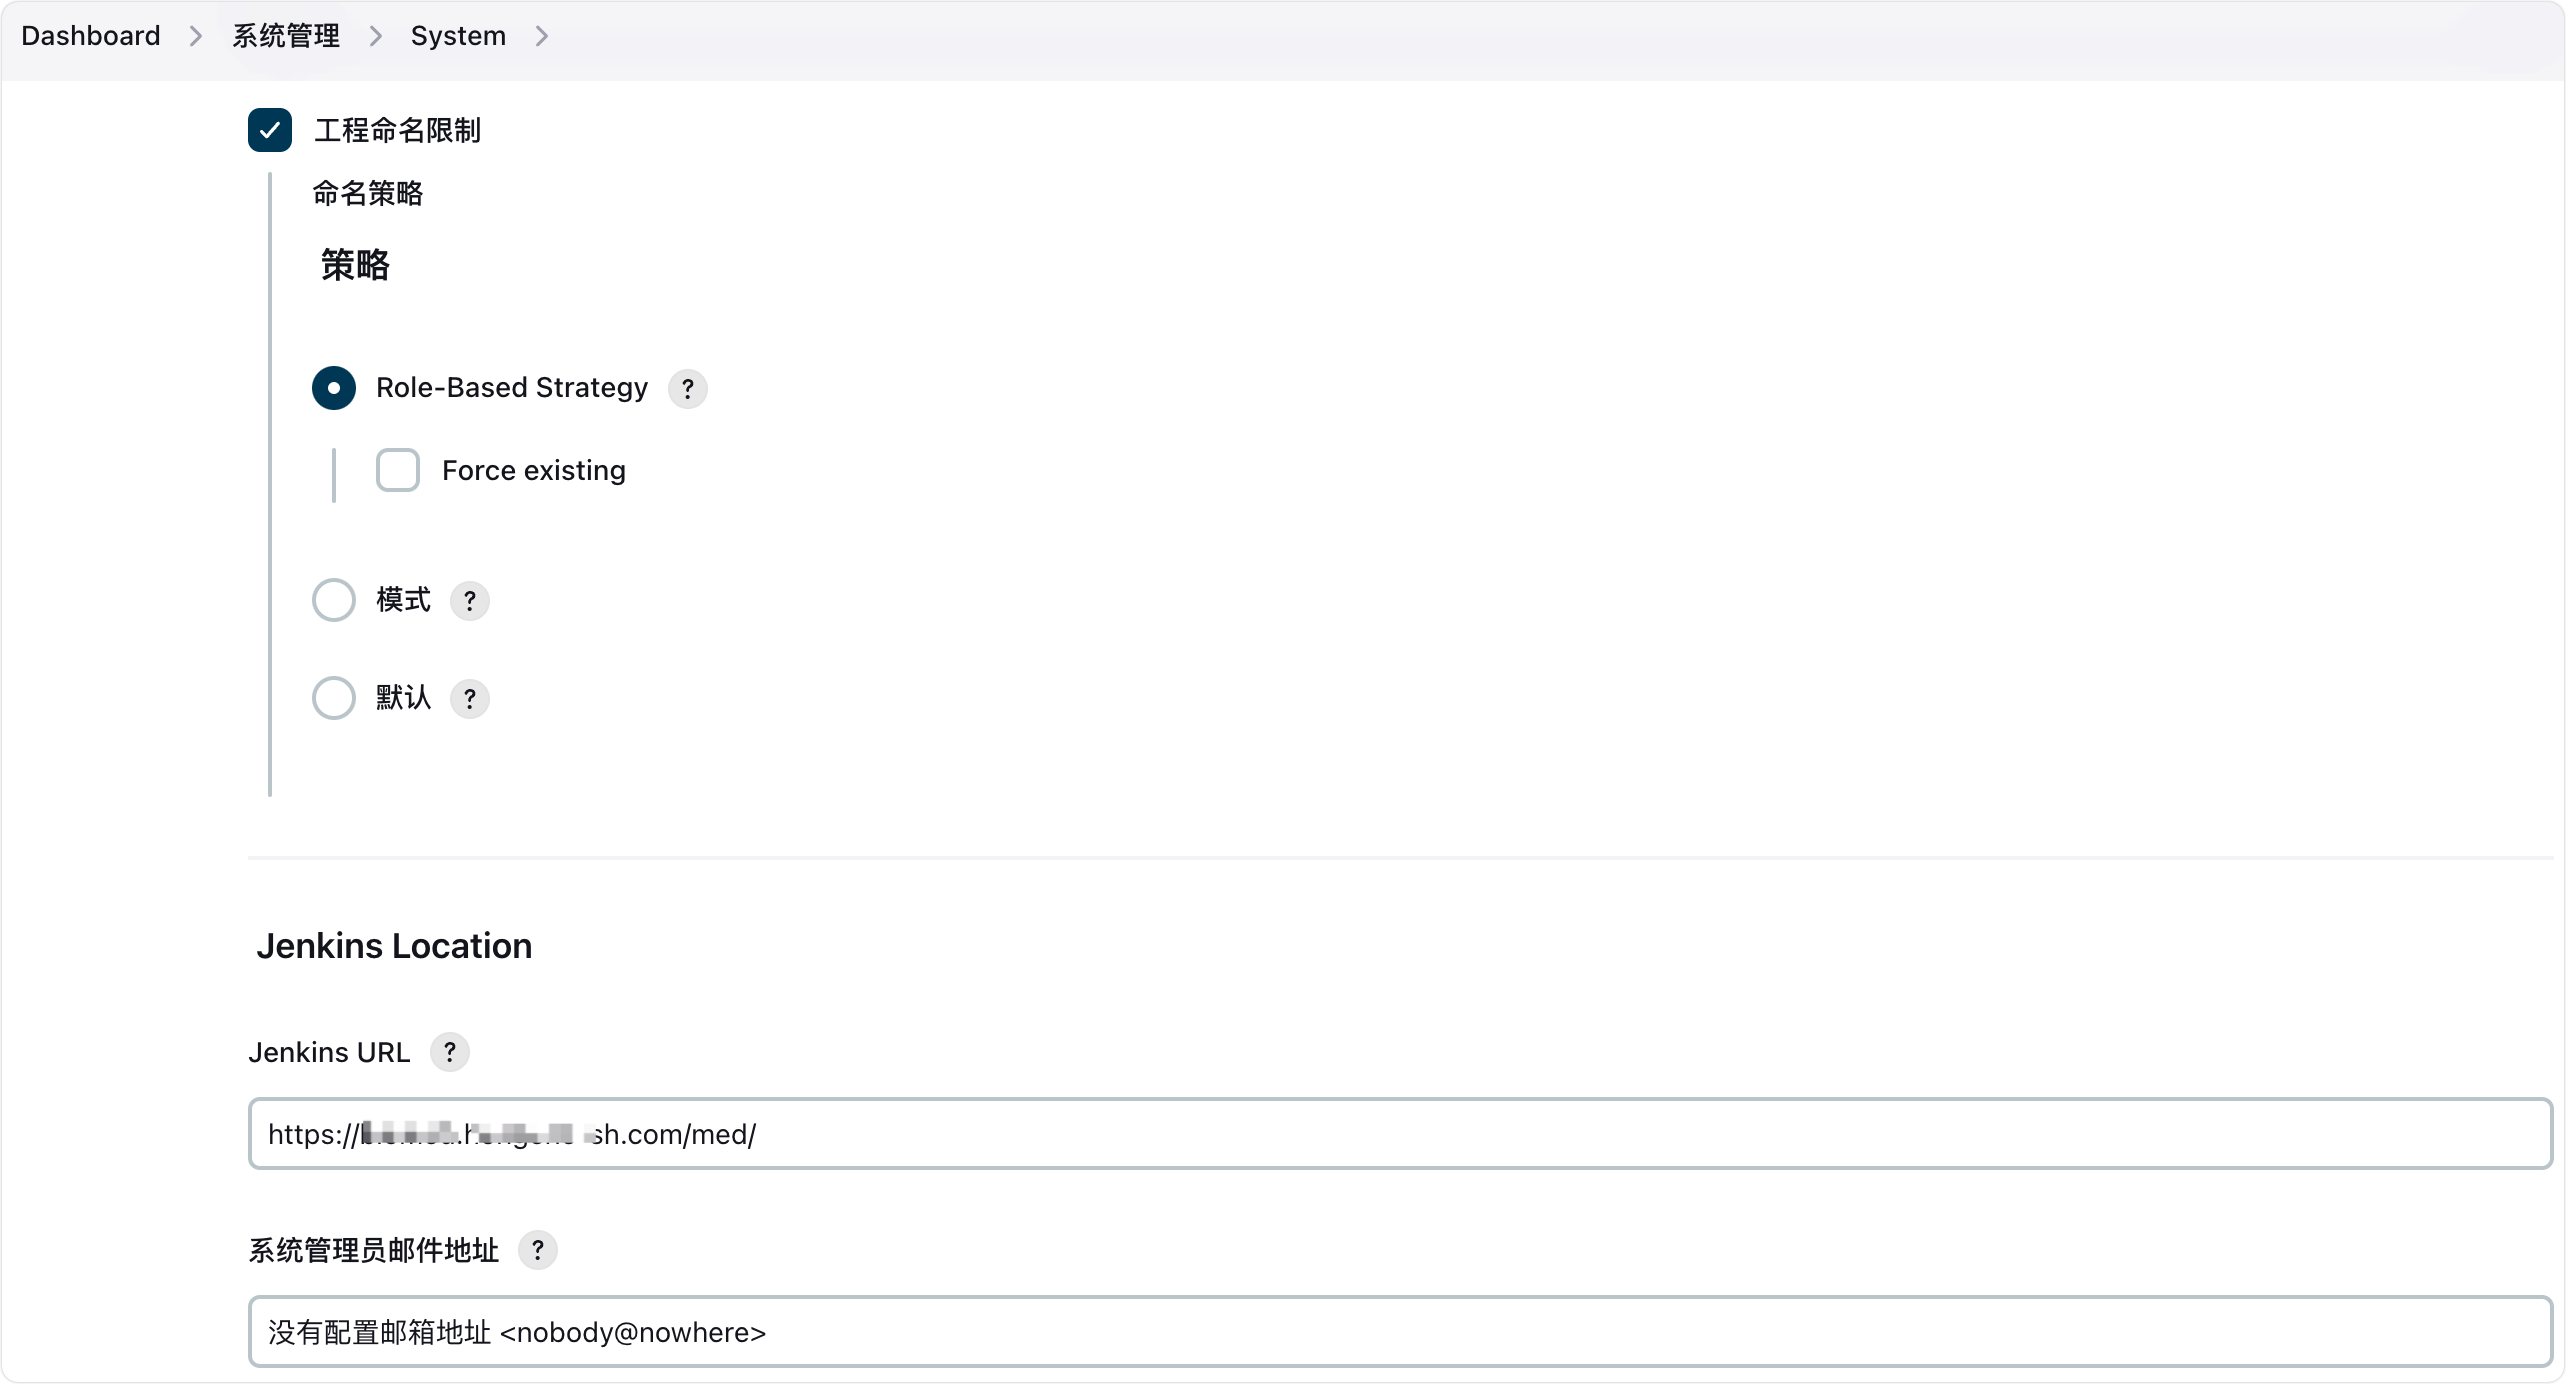 Dashboard > 系统管理 > System >
工程命名限制
命名策略
策略
Role-Based Strategy ?
Force existing
模式 ?
默认 ?
Jenkins Location
Jenkins URL ?
https:// sh.com/med/
系统管理员邮件地址 ?
没有配置邮箱地址 <nobody@nowhere>